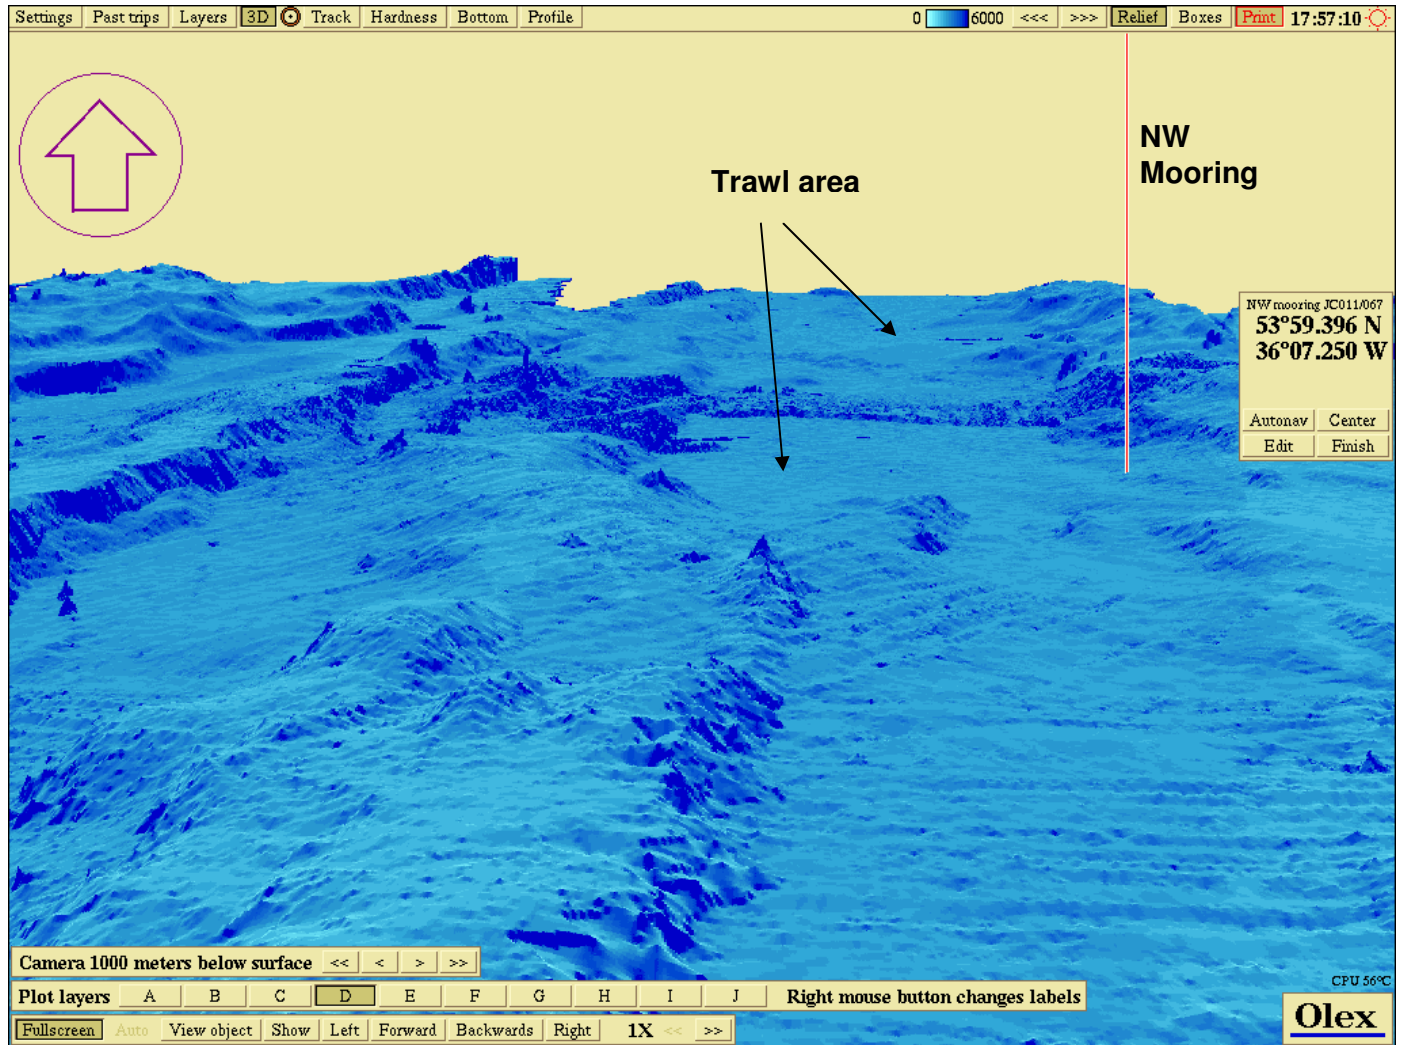 Settings Past trips Layers 3D Track Hardness Bottom Profile 0 6000 <<< >>> Relief Boxes Print 17:57:10
NW
Mooring
Trawl area
NW mooring JC011/067
53°59.396 N
36°07.250 W
Autonav Center
Edit Finish
Camera 1000 meters below surface << < > >>
CPU 56°C
Plot layers A B C D E F G H I J Right mouse button changes labels
Fullscreen Auto View object Show Left Forward Backwards Right 1X << >>
Olex